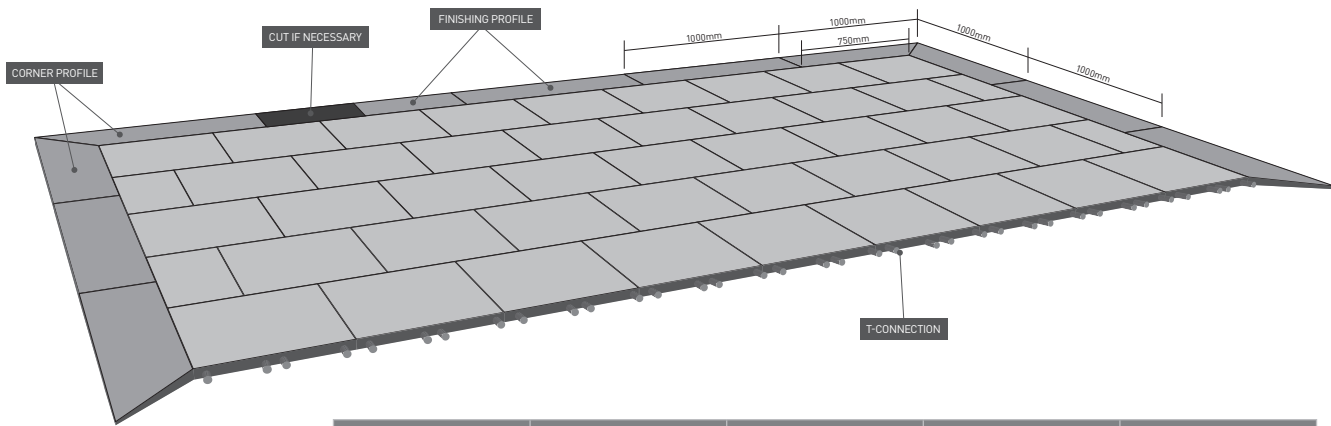 FINISHING PROFILE
CUT IF NECESSARY
CORNER PROFILE
1000mm
1000mm
750mm
1000mm
1000mm
T-CONNECTION